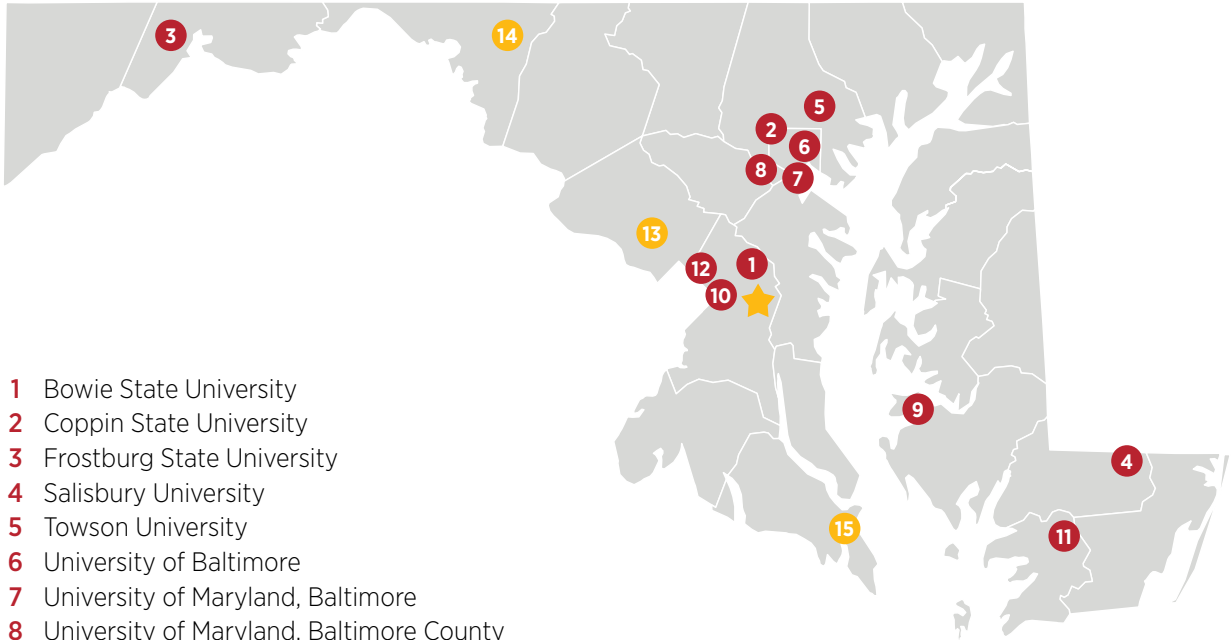 3
14
5
2
6
8
7
13
12
1
10
9
4
15
11
1 Bowie State University
2 Coppin State University
3 Frostburg State University
4 Salisbury University
5 Towson University
6 University of Baltimore
7 University of Maryland, Baltimore
8 University of Maryland, Baltimore County